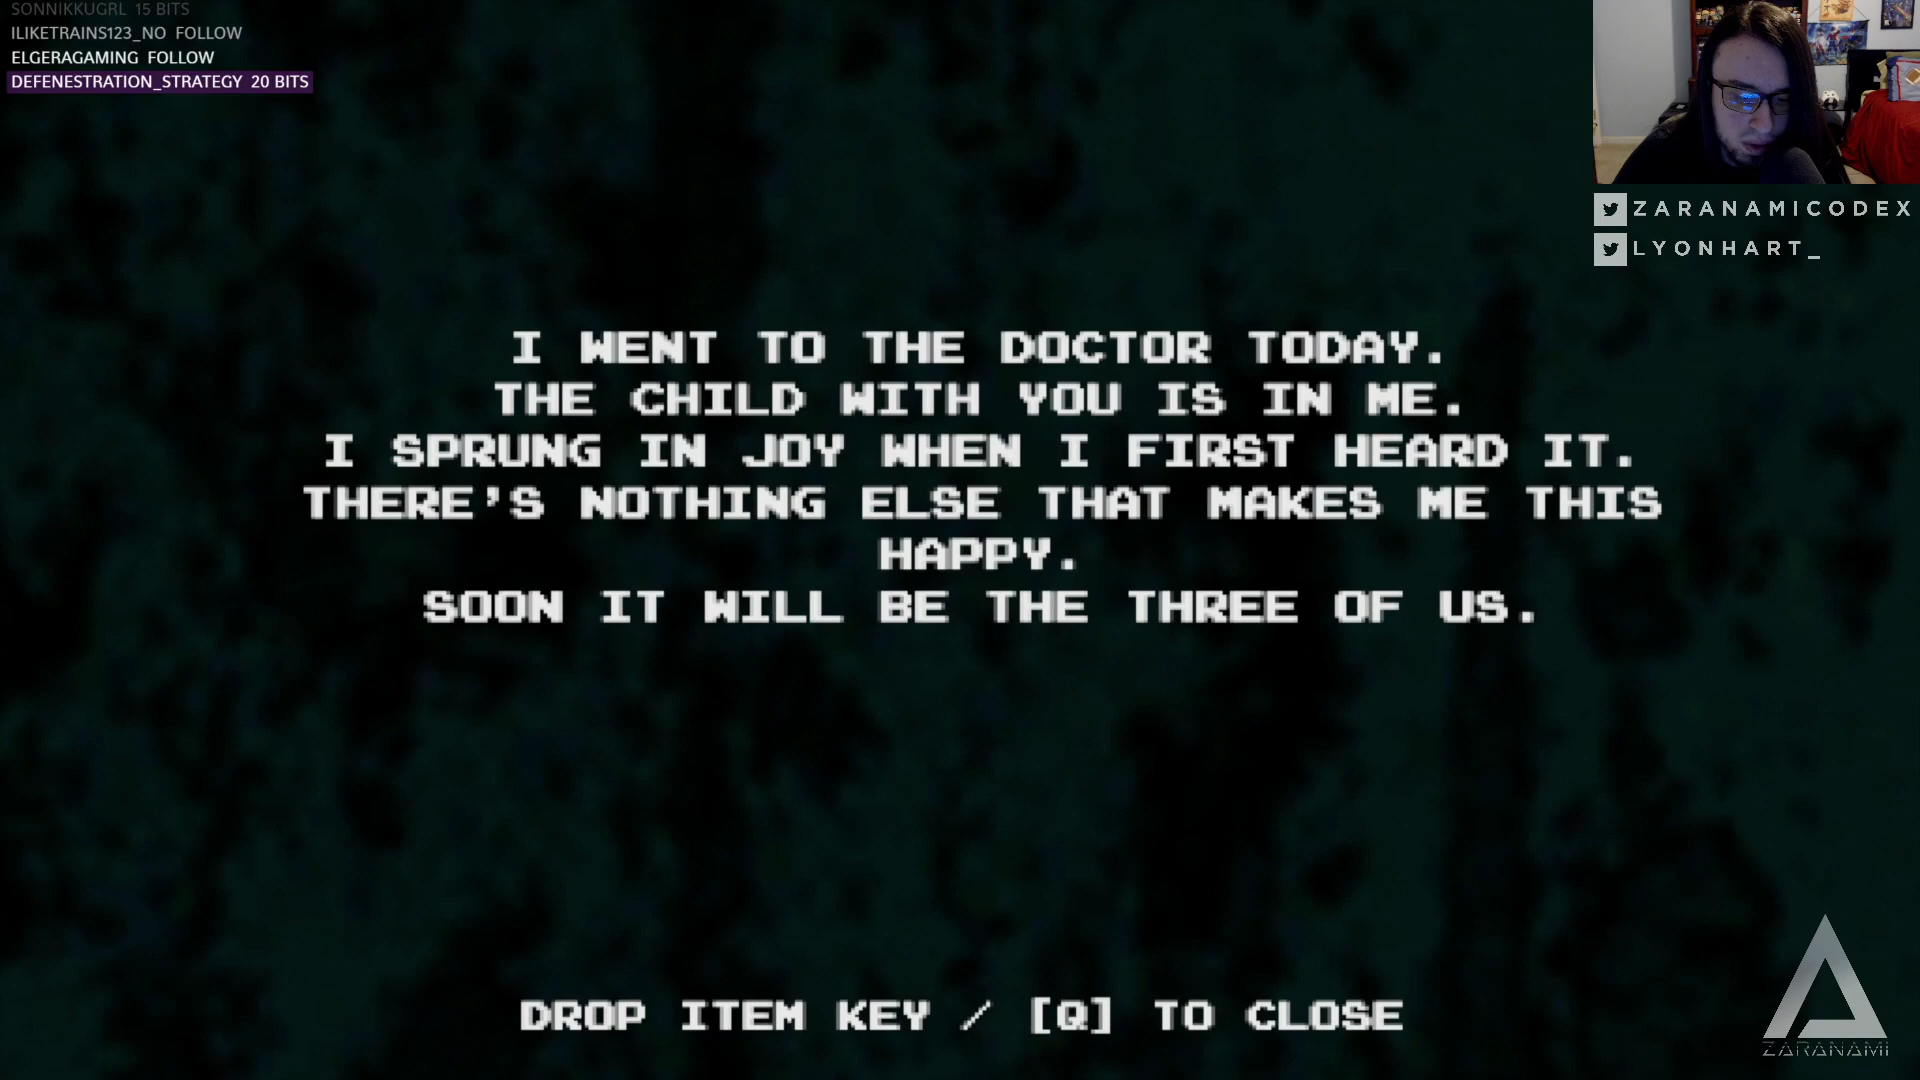 SONNIKKUGRL 15 BITS
ILIKETRAINS123_NO FOLLOW
ELGERAGAMING FOLLOW
DEFENESTRATION_STRATEGY 20 BITS
ZARANAMICODEX
LYONHART_
I WENT TO THE DOCTOR TODAY.
THE CHILD WITH YOU IS IN ME.
I SPRUNG IN JOY WHEN I FIRST HEARD IT.
THERE'S NOTHING ELSE THAT MAKES ME THIS
HAPPY.
SOON IT WILL BE THE THREE OF US.
DROP ITEM KEY / [Q] TO CLOSE
ZARANAMI